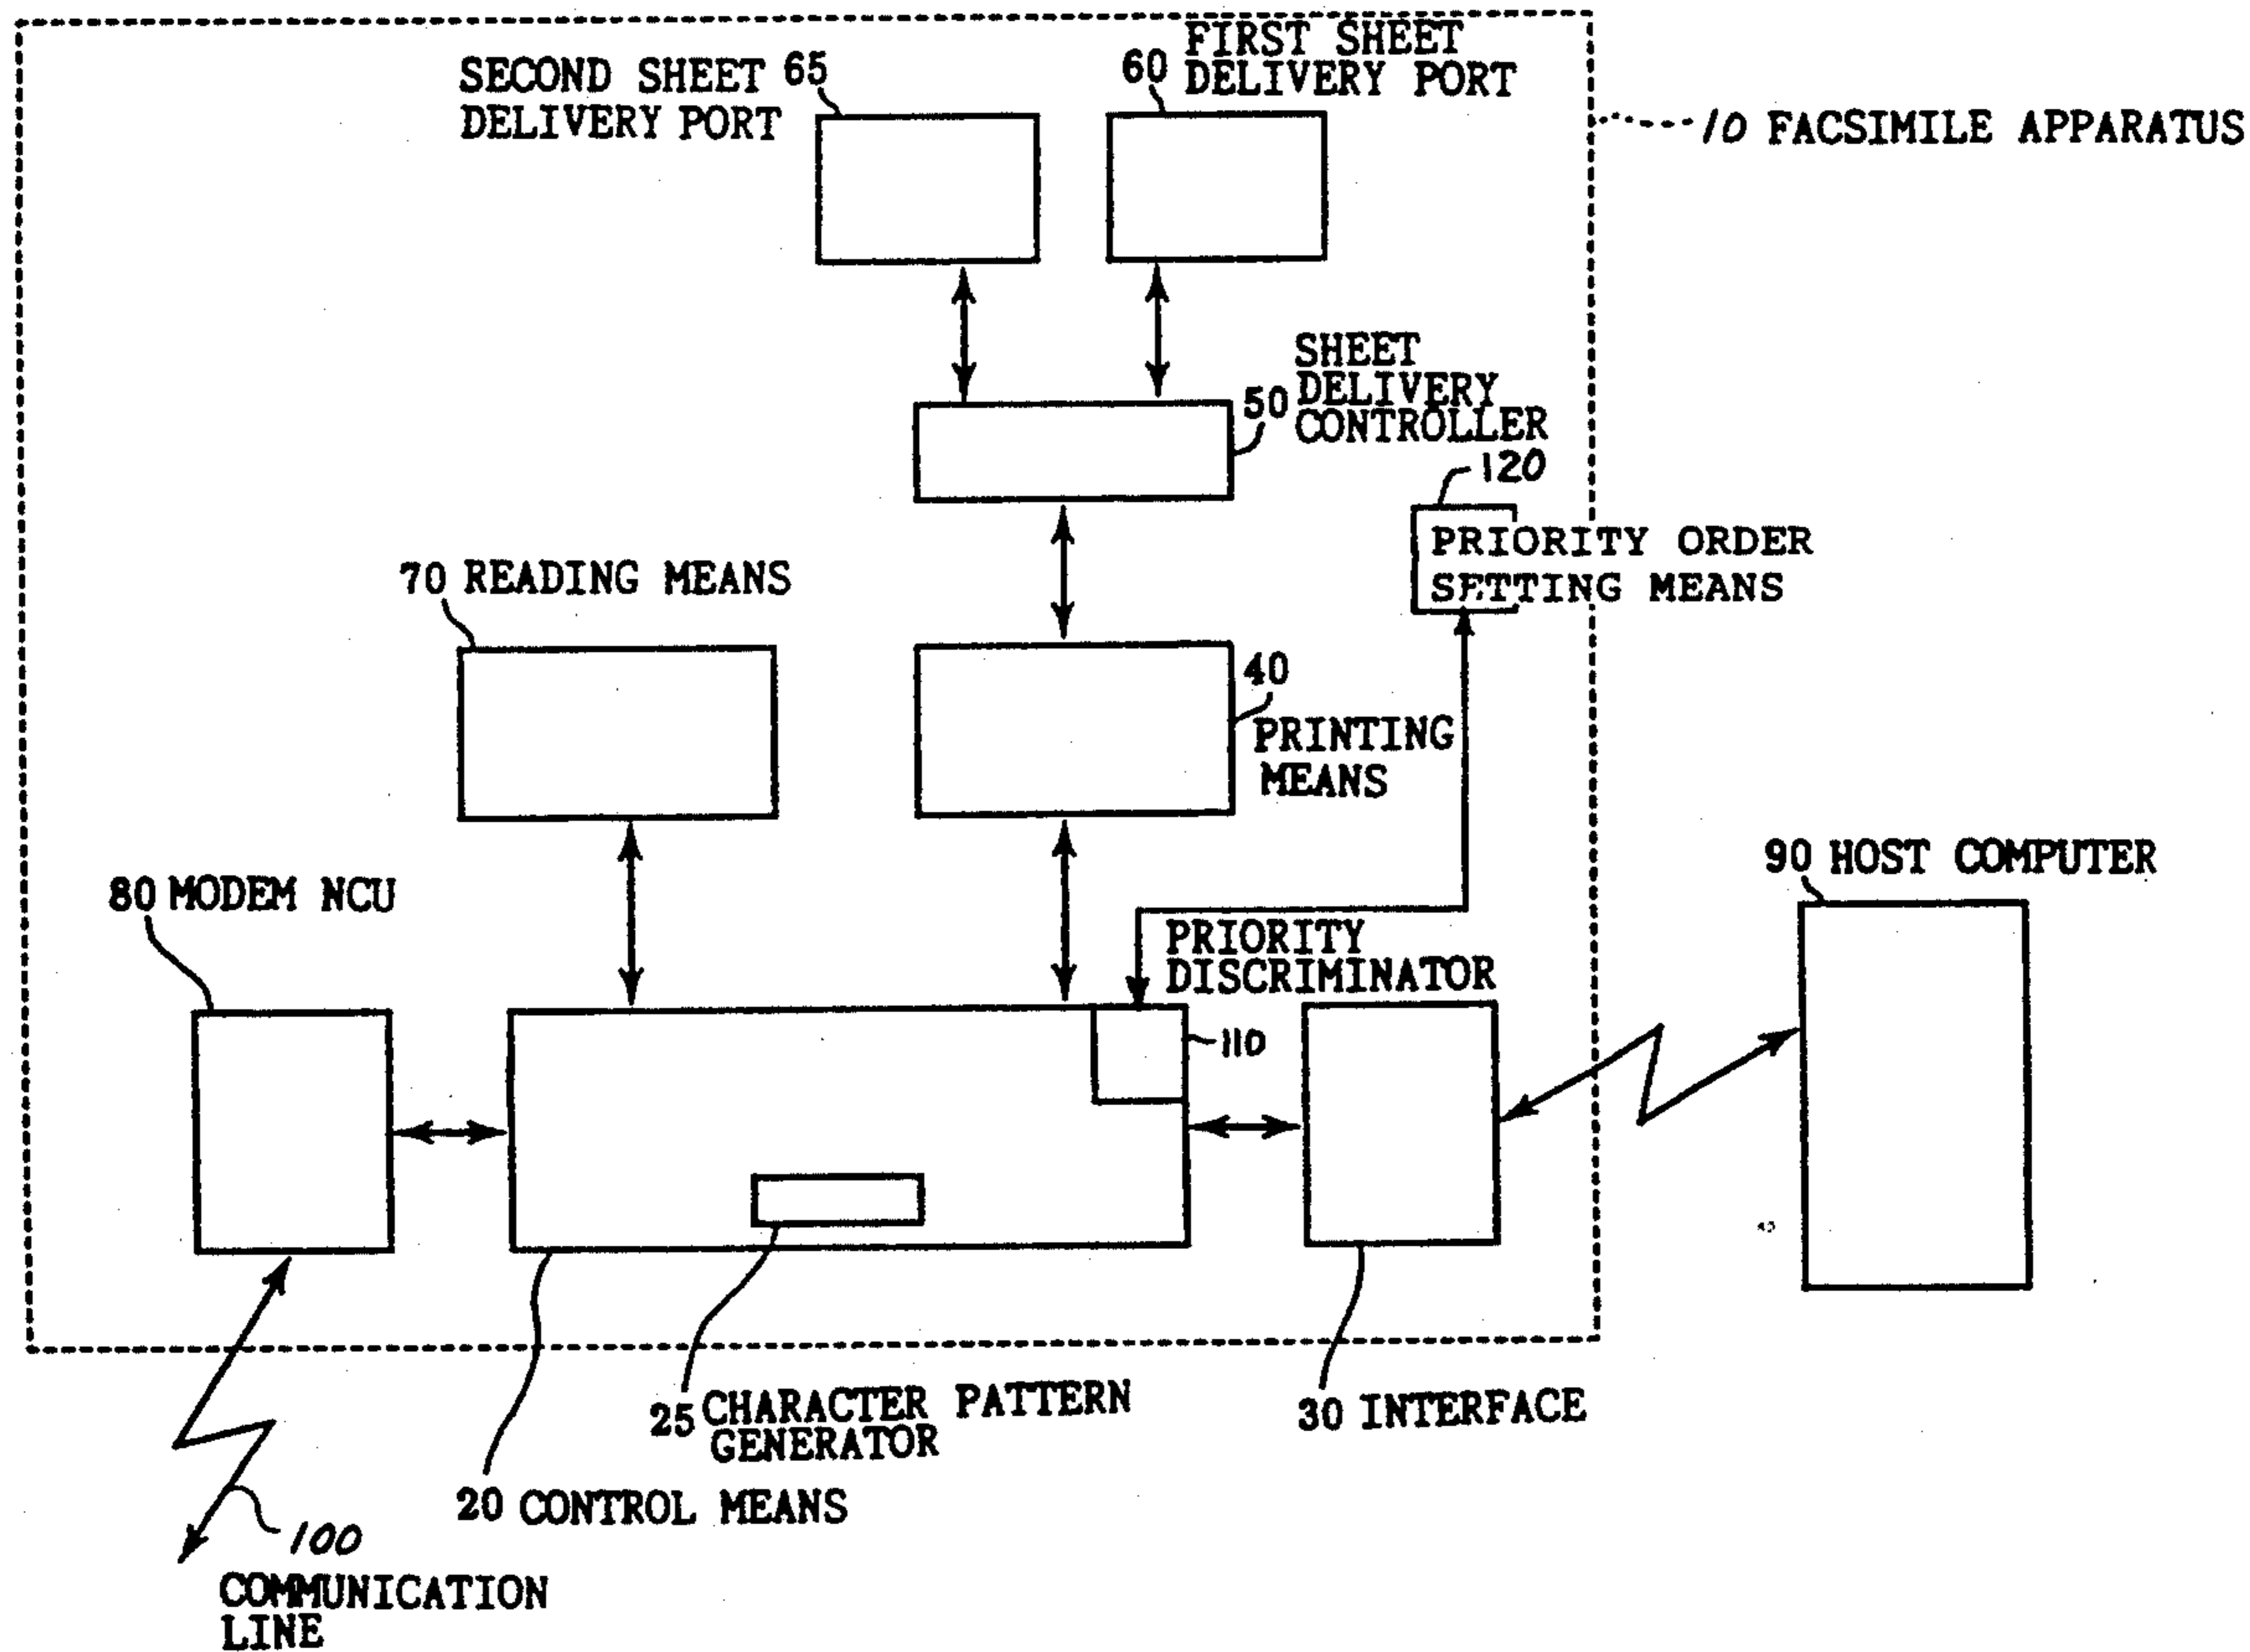 SECOND SHEET 65
DELIVERY PORT
60 FIRST SHEET
DELIVERY PORT
10 FACSIMILE APPARATUS
50 SHEET
DELIVERY
CONTROLLER
120
PRIORITY ORDER
SETTING MEANS
70 READING MEANS
40
PRINTING
MEANS
90 HOST COMPUTER
80 MODEM NCU
PRIORITY
DISCRIMINATOR
110
25 CHARACTER PATTERN
GENERATOR
30 INTERFACE
20 CONTROL MEANS
100
COMMUNICATION
LINE